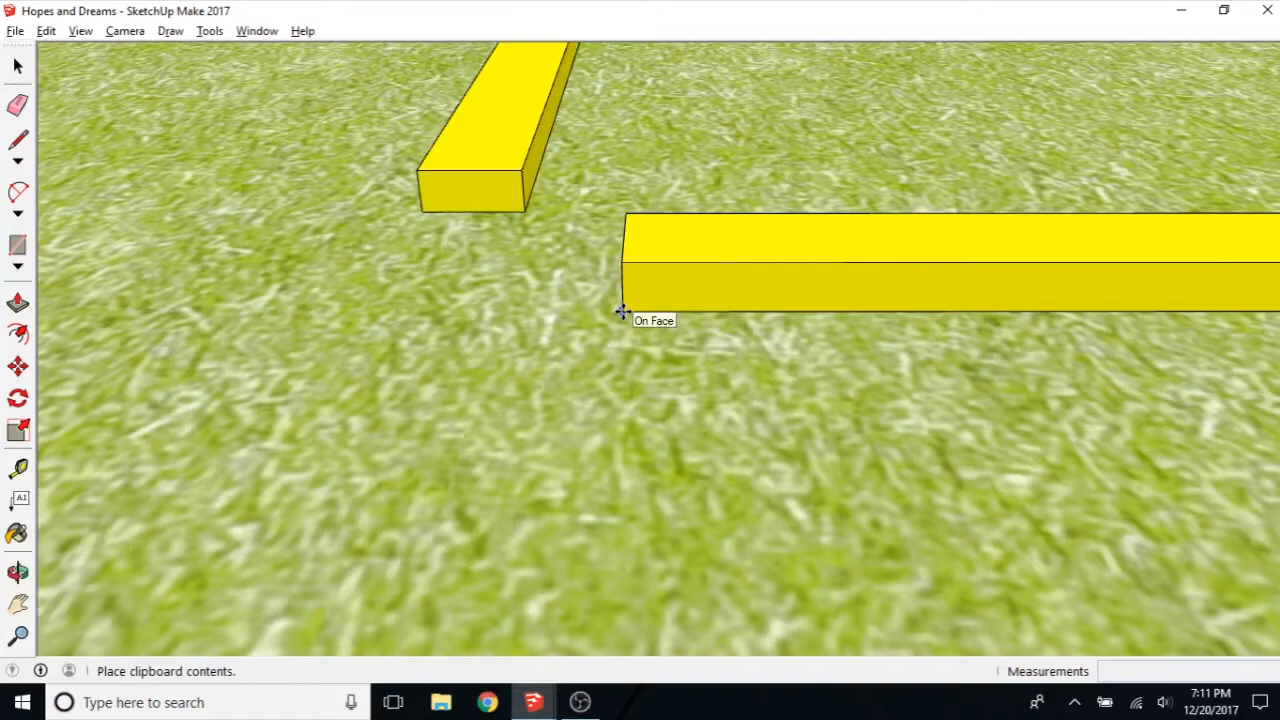 Hopes and Dreams - SketchUp Make 2017
File Edit View Camera Draw Tools Window Help
On Face
A1
Place clipboard contents.
Measurements
Type here to search
7:11 PM
12/20/2017